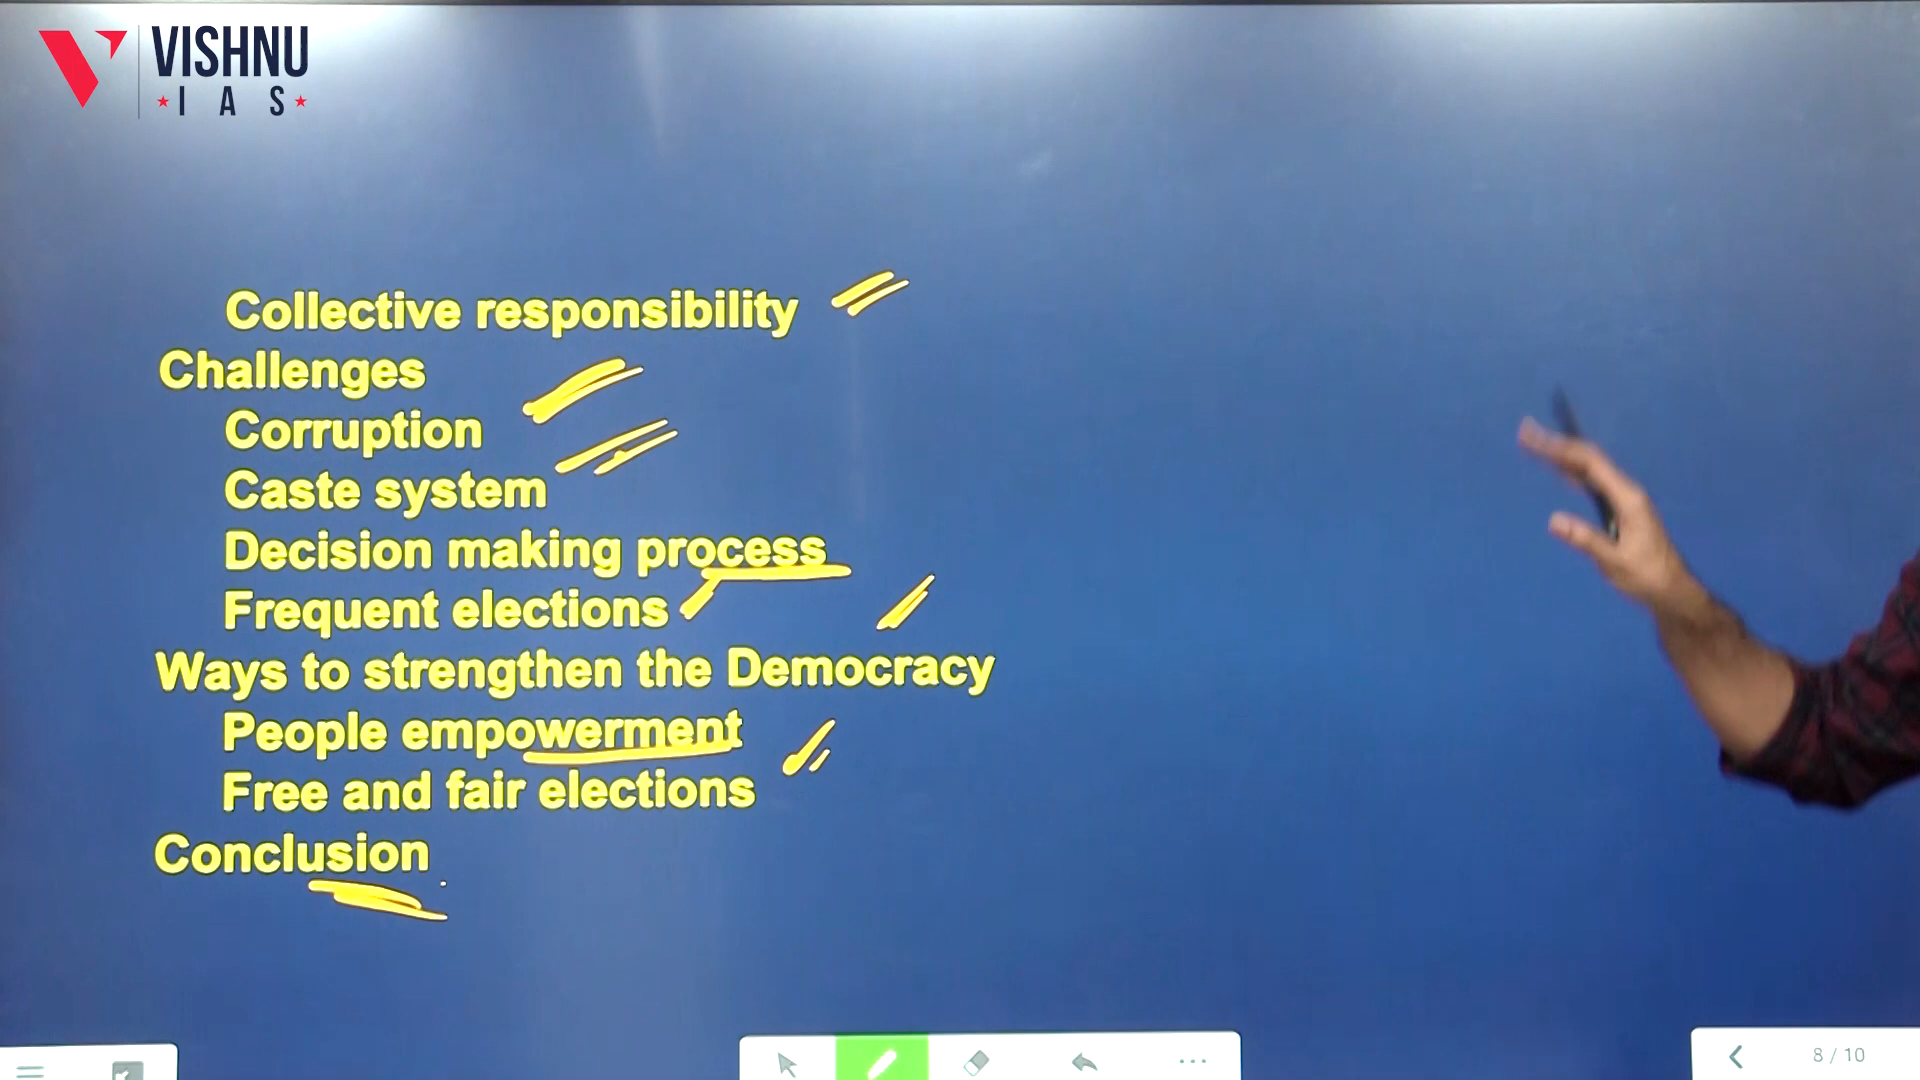 VISHNU
IAS
Collective responsibility
Challenges
Corruption
Caste system
Decision making process
Frequent elections
Ways to strengthen the Democracy
People empowerment
Free and fair elections
Conclusion
8 / 10